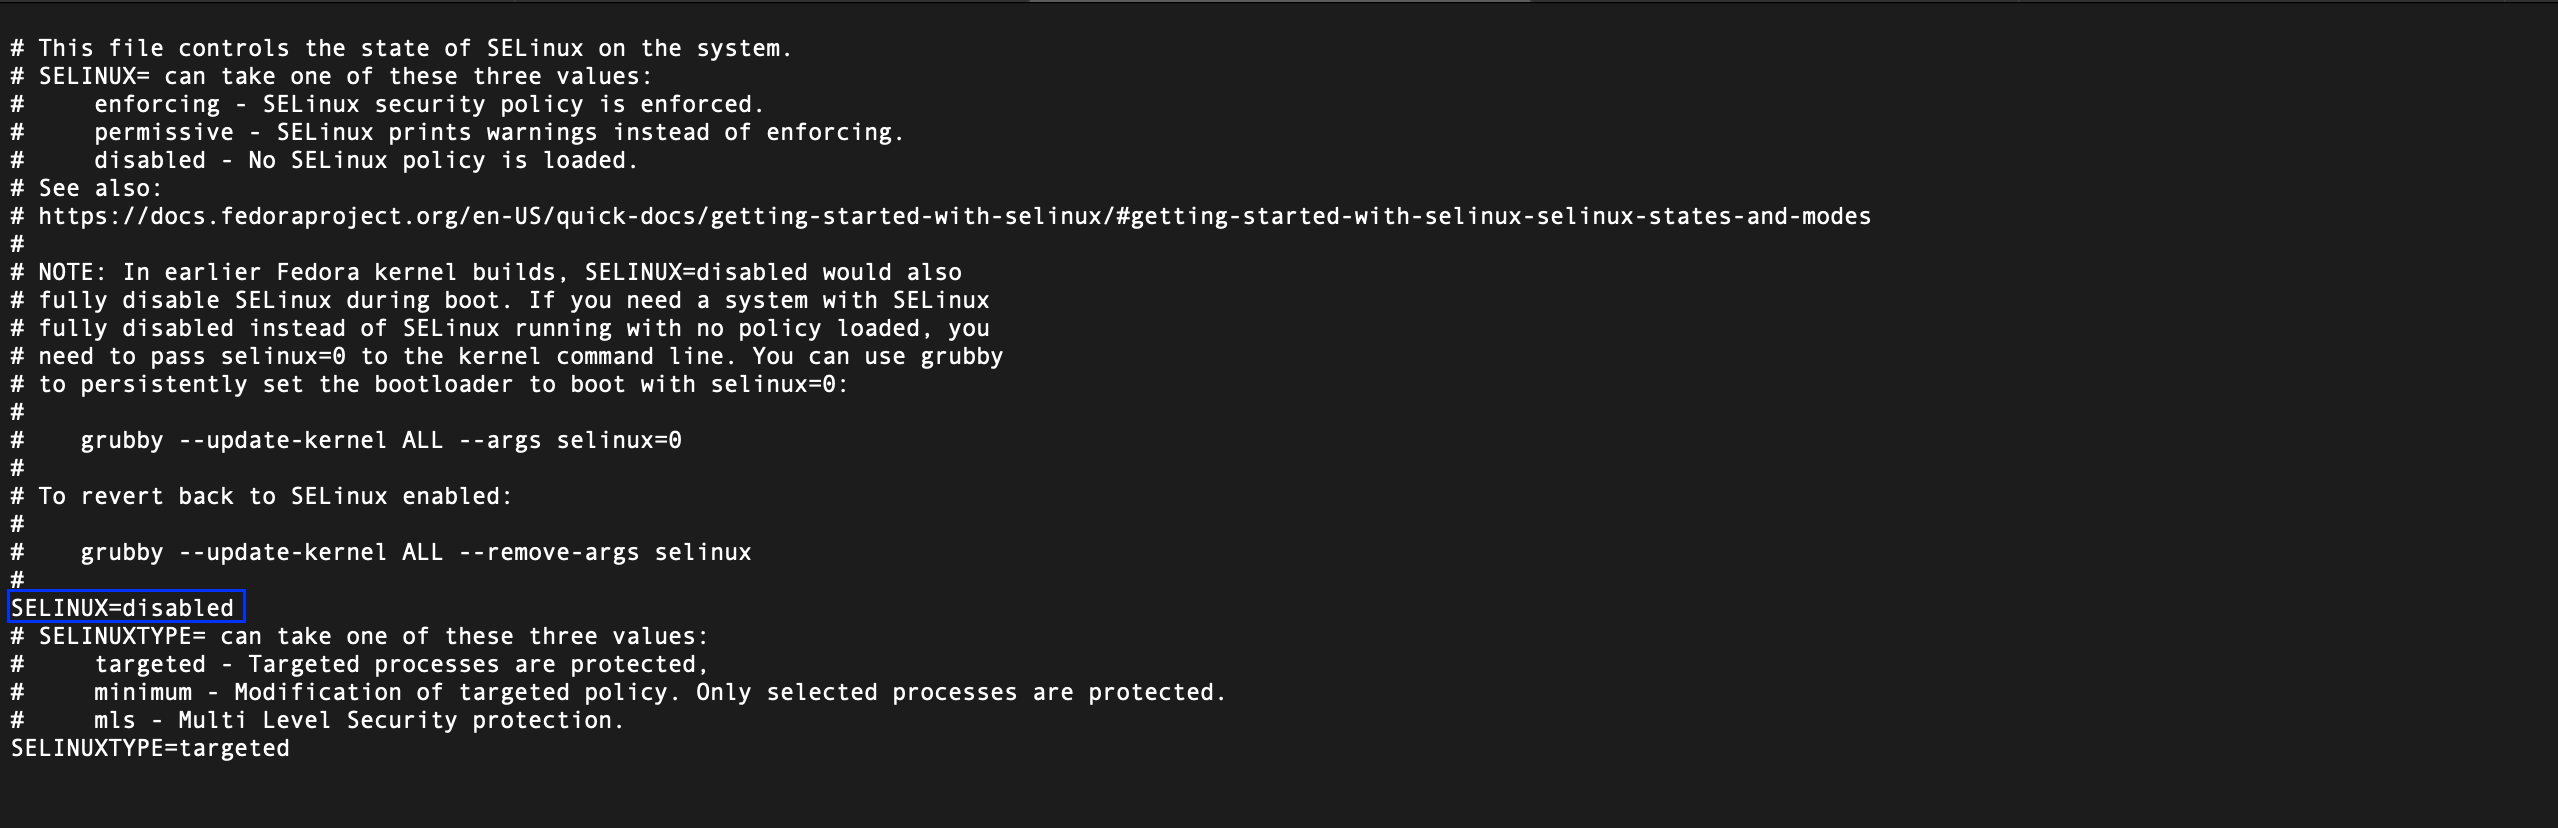 # This file controls the state of SELinux on the system.
# SELINUX= can take one of these three values:
#     enforcing - SELinux security policy is enforced.
#     permissive - SELinux prints warnings instead of enforcing.
#     disabled - No SELinux policy is loaded.
# See also:
# https://docs.fedoraproject.org/en-US/quick-docs/getting-started-with-selinux/#getting-started-with-selinux-selinux-states-and-modes
#
# NOTE: In earlier Fedora kernel builds, SELINUX=disabled would also
# fully disable SELinux during boot. If you need a system with SELinux
# fully disabled instead of SELinux running with no policy loaded, you
# need to pass selinux=0 to the kernel command line. You can use grubby
# to persistently set the bootloader to boot with selinux=0:
#
#    grubby --update-kernel ALL --args selinux=0
#
# To revert back to SELinux enabled:
#
#    grubby --update-kernel ALL --remove-args selinux
#
SELINUX=disabled
# SELINUXTYPE= can take one of these three values:
#     targeted - Targeted processes are protected,
#     minimum - Modification of targeted policy. Only selected processes are protected.
#     mls - Multi Level Security protection.
SELINUXTYPE=targeted